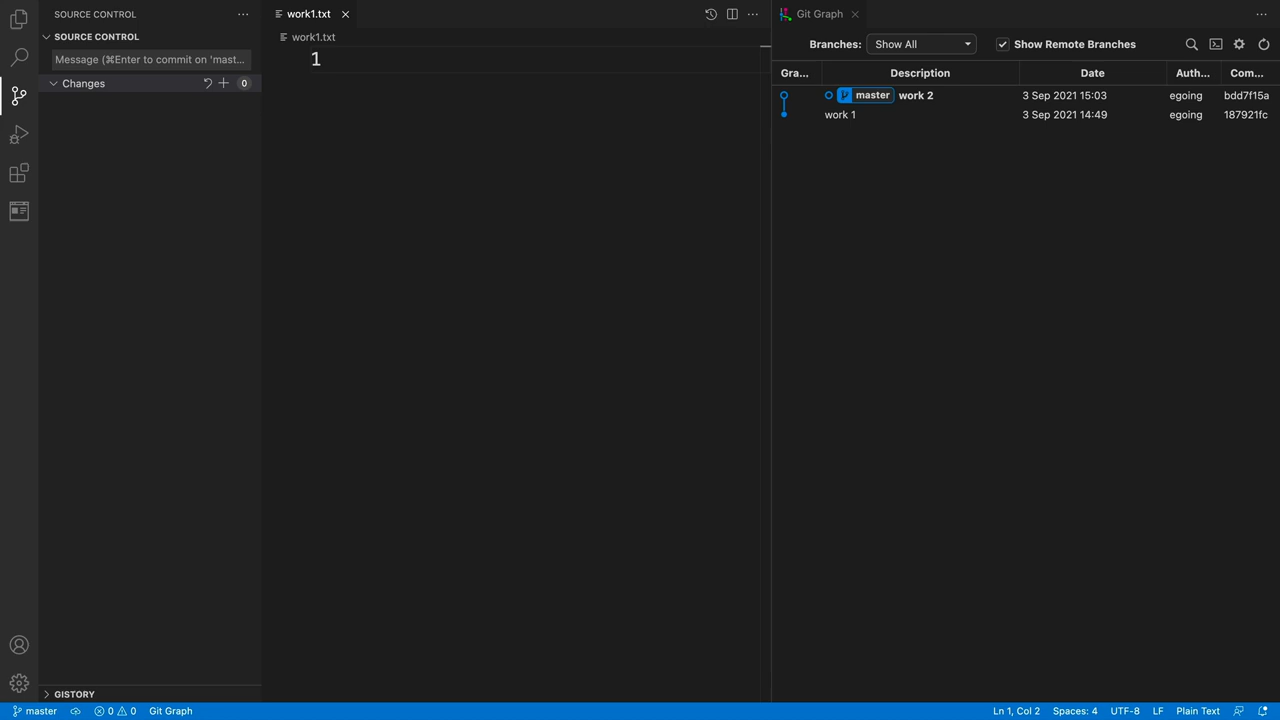 SOURCE CONTROL
SOURCE CONTROL
Message (⌘Enter to commit on 'mast...
Changes
0
GISTORY
work1.txt
work1.txt
1
Git Graph
Branches: Show All Show Remote Branches
Gra... Description Date Auth... Com...
master work 2 3 Sep 2021 15:03 egoing bdd7f15a
work 1 3 Sep 2021 14:49 egoing 187921fc
master 0 0 Git Graph Ln 1, Col 2 Spaces: 4 UTF-8 LF Plain Text